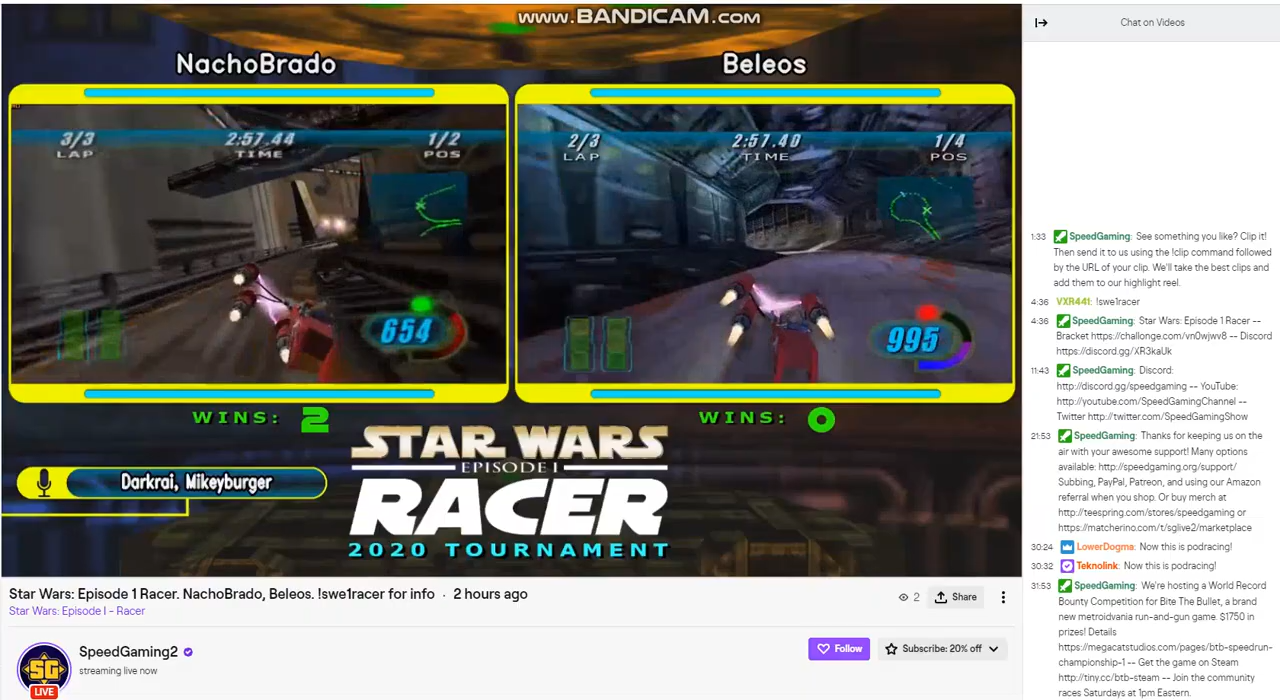 www.BANDICAM.com
NachoBrado
Beleos
3/3
LAP
2:57.44
TIME
1/2
POS
654
2/3
LAP
2:57.40
TIME
1/4
POS
995
WINS: 2
WINS: 0
Darkrai, Mikeyburger
STAR WARS
EPISODE I
RACER
2020 TOURNAMENT
Star Wars: Episode 1 Racer. NachoBrado, Beleos. !swe1racer for info · 2 hours ago
Star Wars: Episode I - Racer
2
Share
SpeedGaming2
streaming live now
SG
LIVE
Follow
Subscribe: 20% off
Chat on Videos
1:33 SpeedGaming: See something you like? Clip it!
Then send it to us using the !clip command followed
by the URL of your clip. We'll take the best clips and
add them to our highlight reel.
4:36 VXR441: !swe1racer
4:36 SpeedGaming: Star Wars: Episode 1 Racer --
Bracket https://challonge.com/vn0wjwv8 -- Discord
https://discord.gg/XR3kaUk
11:43 SpeedGaming: Discord:
http://discord.gg/speedgaming -- YouTube:
http://youtube.com/SpeedGamingChannel --
Twitter http://twitter.com/SpeedGamingShow
21:53 SpeedGaming: Thanks for keeping us on the
air with your awesome support! Many options
available: http://speedgaming.org/support/
Subbing, PayPal, Patreon, and using our Amazon
referral when you shop. Or buy merch at
http://teespring.com/stores/speedgaming or
https://matcherino.com/t/sglive2/marketplace
30:24 LowerDogma: Now this is podracing!
30:32 Teknolink: Now this is podracing!
31:53 SpeedGaming: We're hosting a World Record
Bounty Competition for Bite The Bullet, a brand
new metroidvania run-and-gun game. $1750 in
prizes! Details
https://megacatstudios.com/pages/btb-speedrun-
championship-1 -- Get the game on Steam
http://tiny.cc/btb-steam -- Join the community
races Saturdays at 1pm Eastern